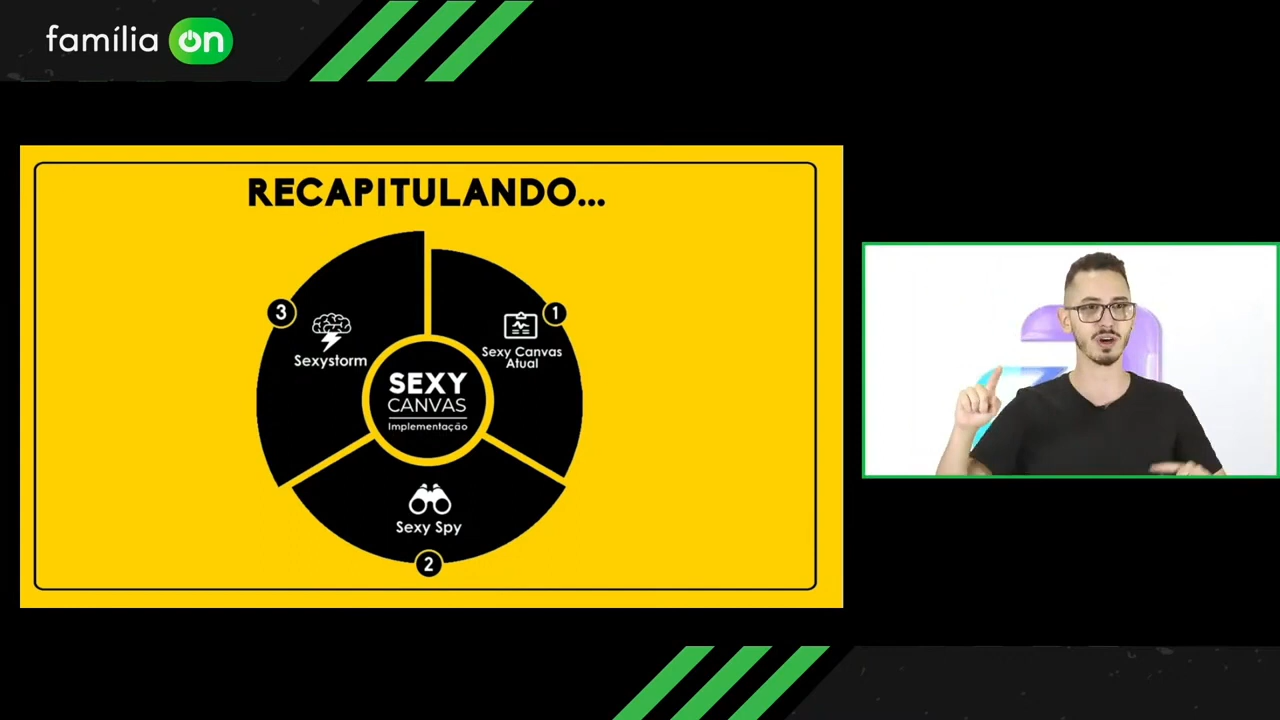 família on
RECAPITULANDO...
3
1
Sexystorm
Sexy Canvas
Atual
SEXY
CANVAS
Implementação
Sexy Spy
2